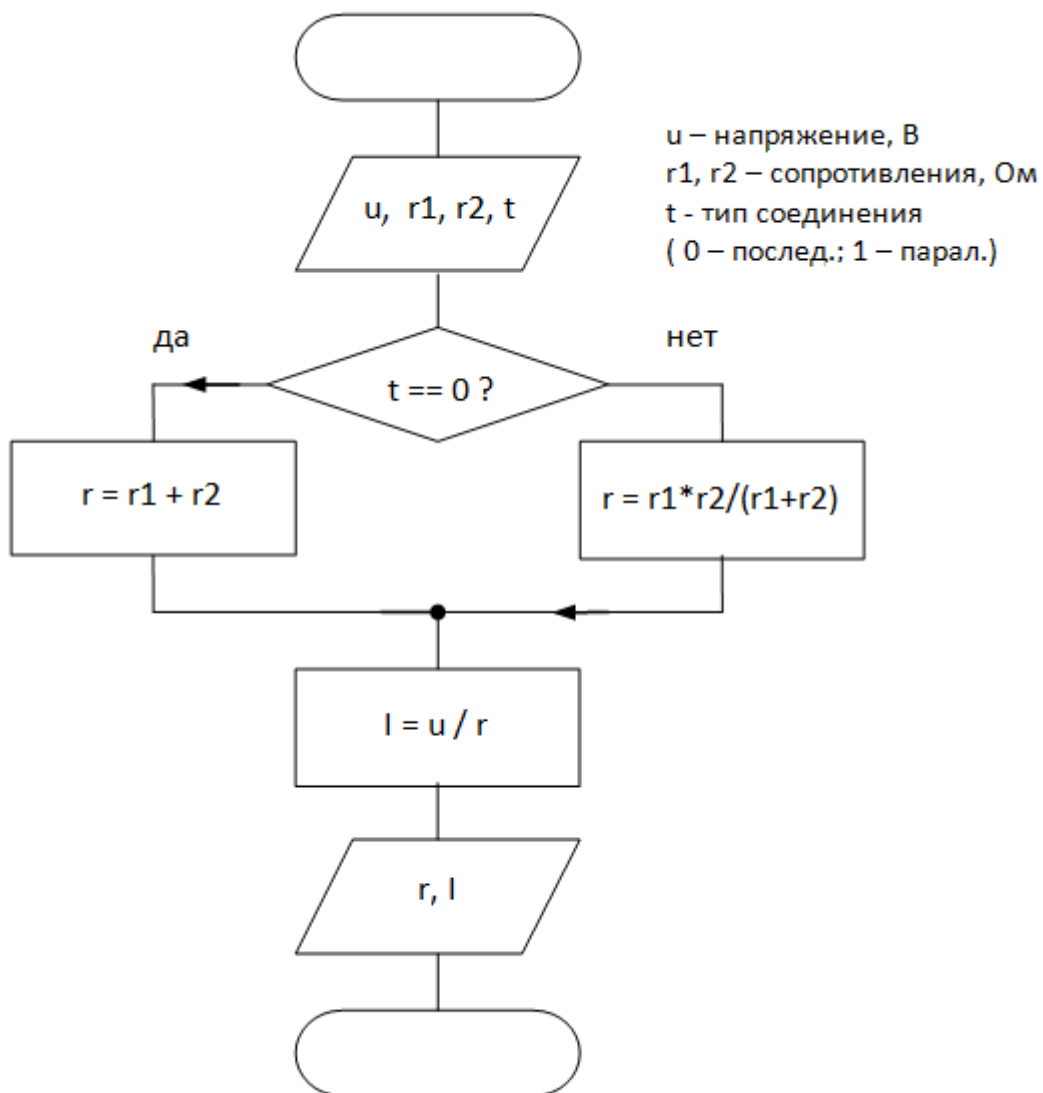 u – напряжение, В
r1, r2 – сопротивления, Ом
t - тип соединения
( 0 – послед.; 1 – парал.)
u, r1, r2, t
да
нет
t == 0 ?
r = r1 + r2
r = r1*r2/(r1+r2)
I = u / r
r, I